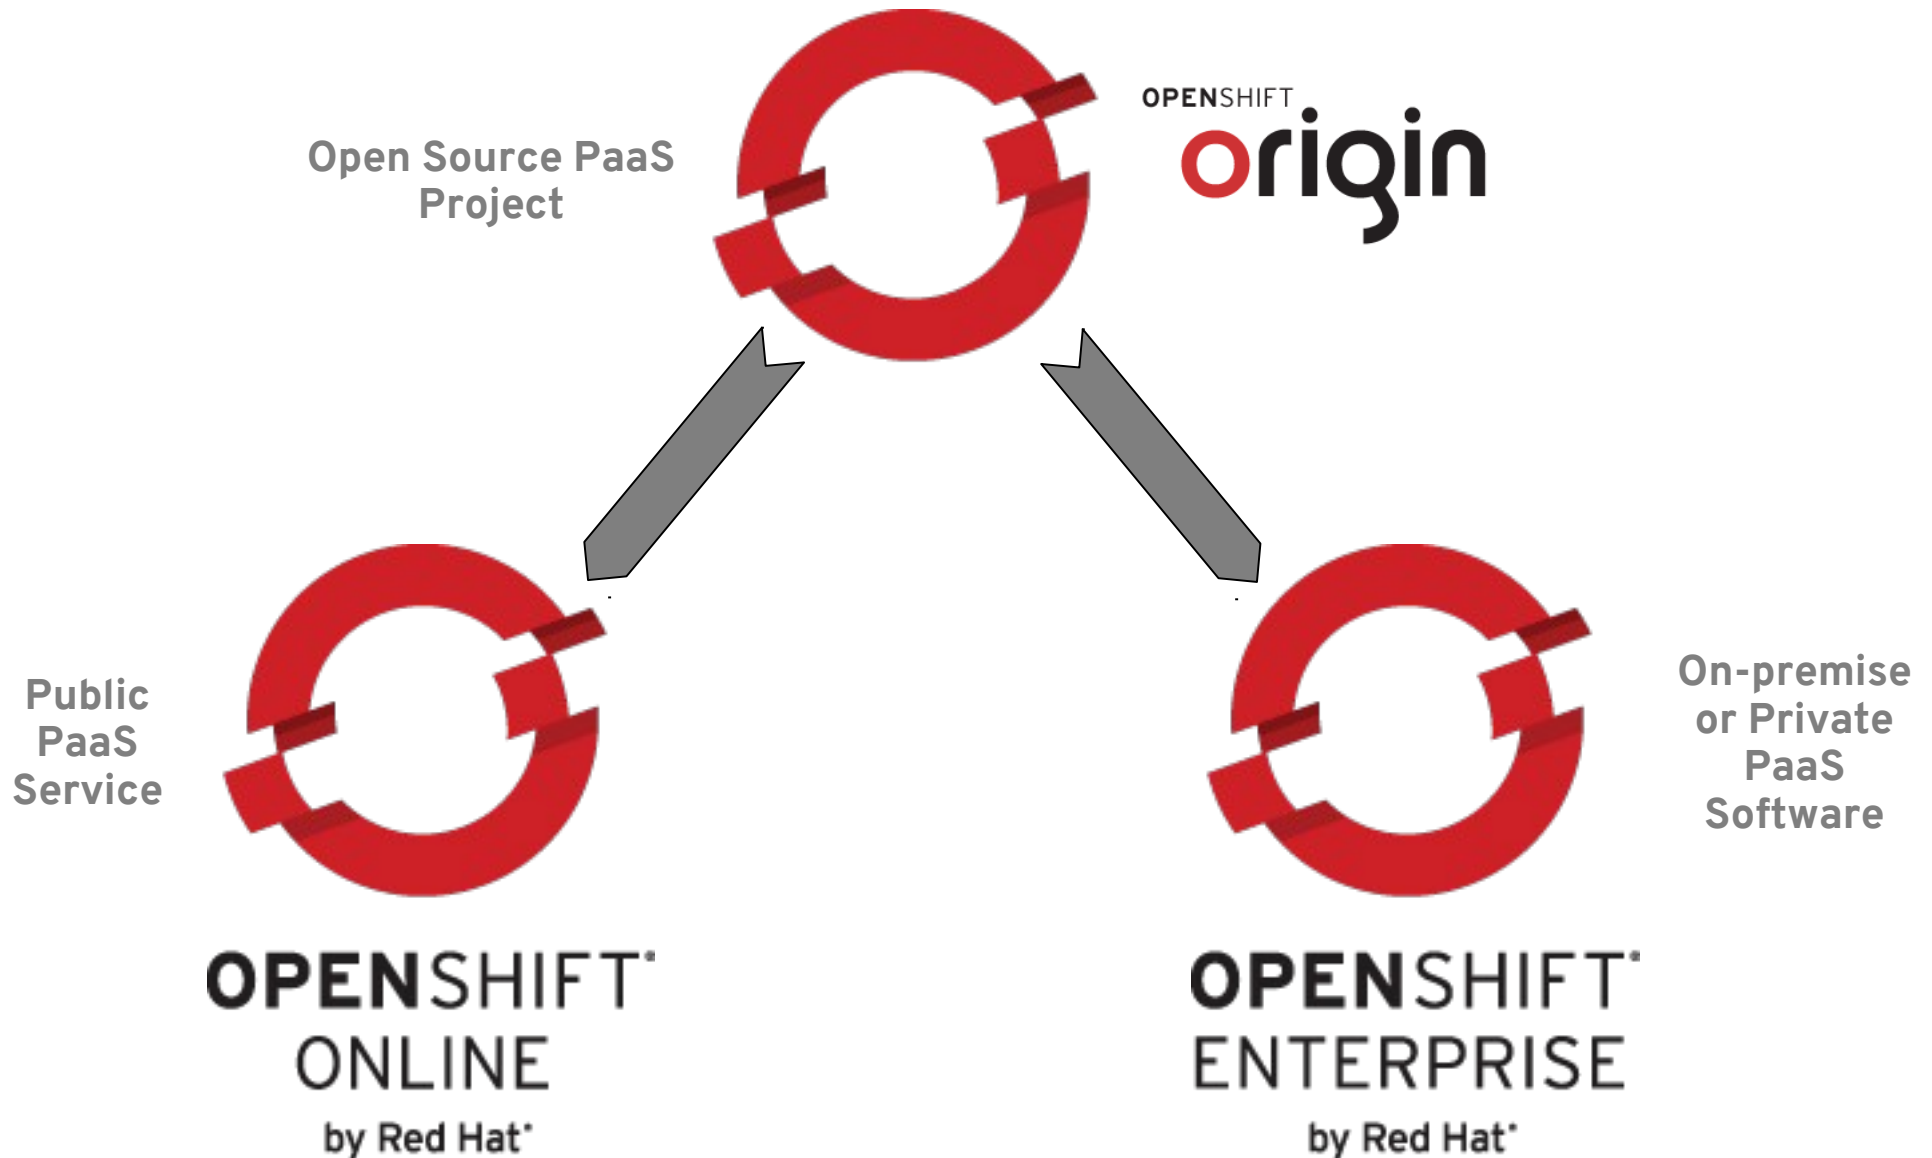 OPENSHIFT
origin
Open Source PaaS
Project
Public
PaaS
Service
On-premise
or Private
PaaS
Software
OPENSHIFT®
ONLINE
by Red Hat®
OPENSHIFT®
ENTERPRISE
by Red Hat®